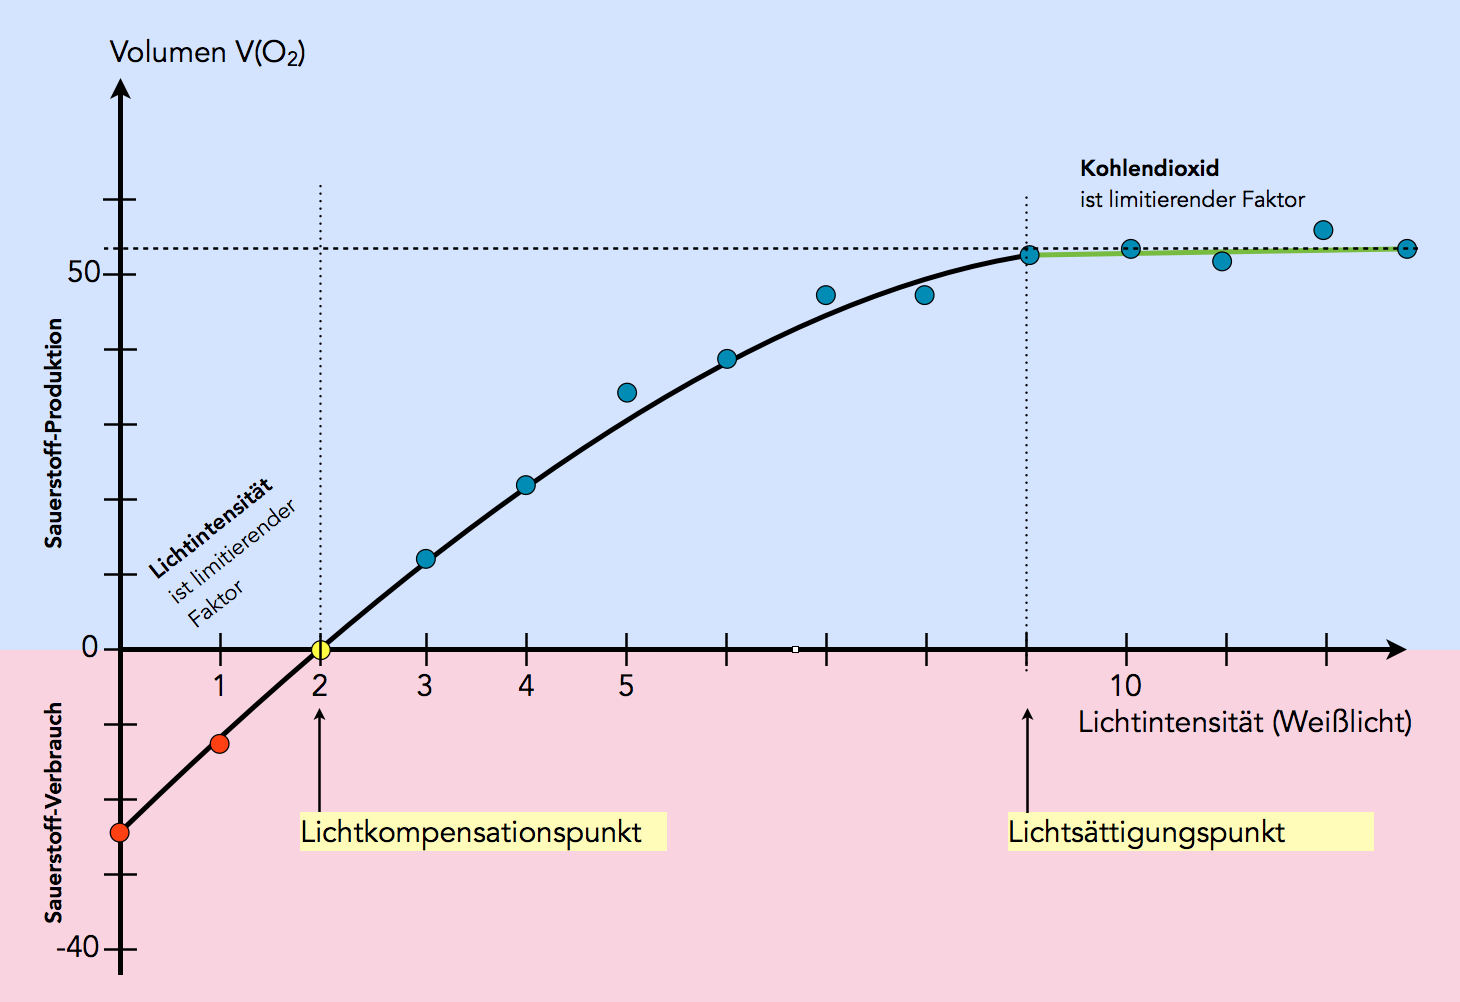 Volumen V(O₂)
Kohlendioxid
ist limitierender Faktor
50
Sauerstoff-Produktion
Lichtintensität
ist limitierender
Faktor
0
1 2 3 4 5 10
Lichtintensität (Weißlicht)
Sauerstoff-Verbrauch
Lichtkompensationspunkt
Lichtsättigungspunkt
-40